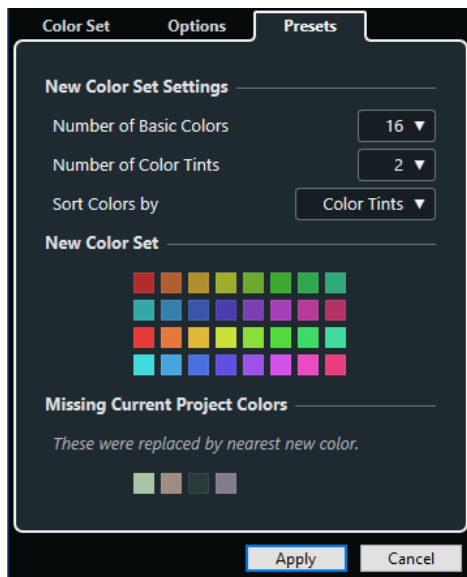 Color Set Options Presets
New Color Set Settings
Number of Basic Colors 16
Number of Color Tints 2
Sort Colors by Color Tints
New Color Set
Missing Current Project Colors
These were replaced by nearest new color.
Apply Cancel